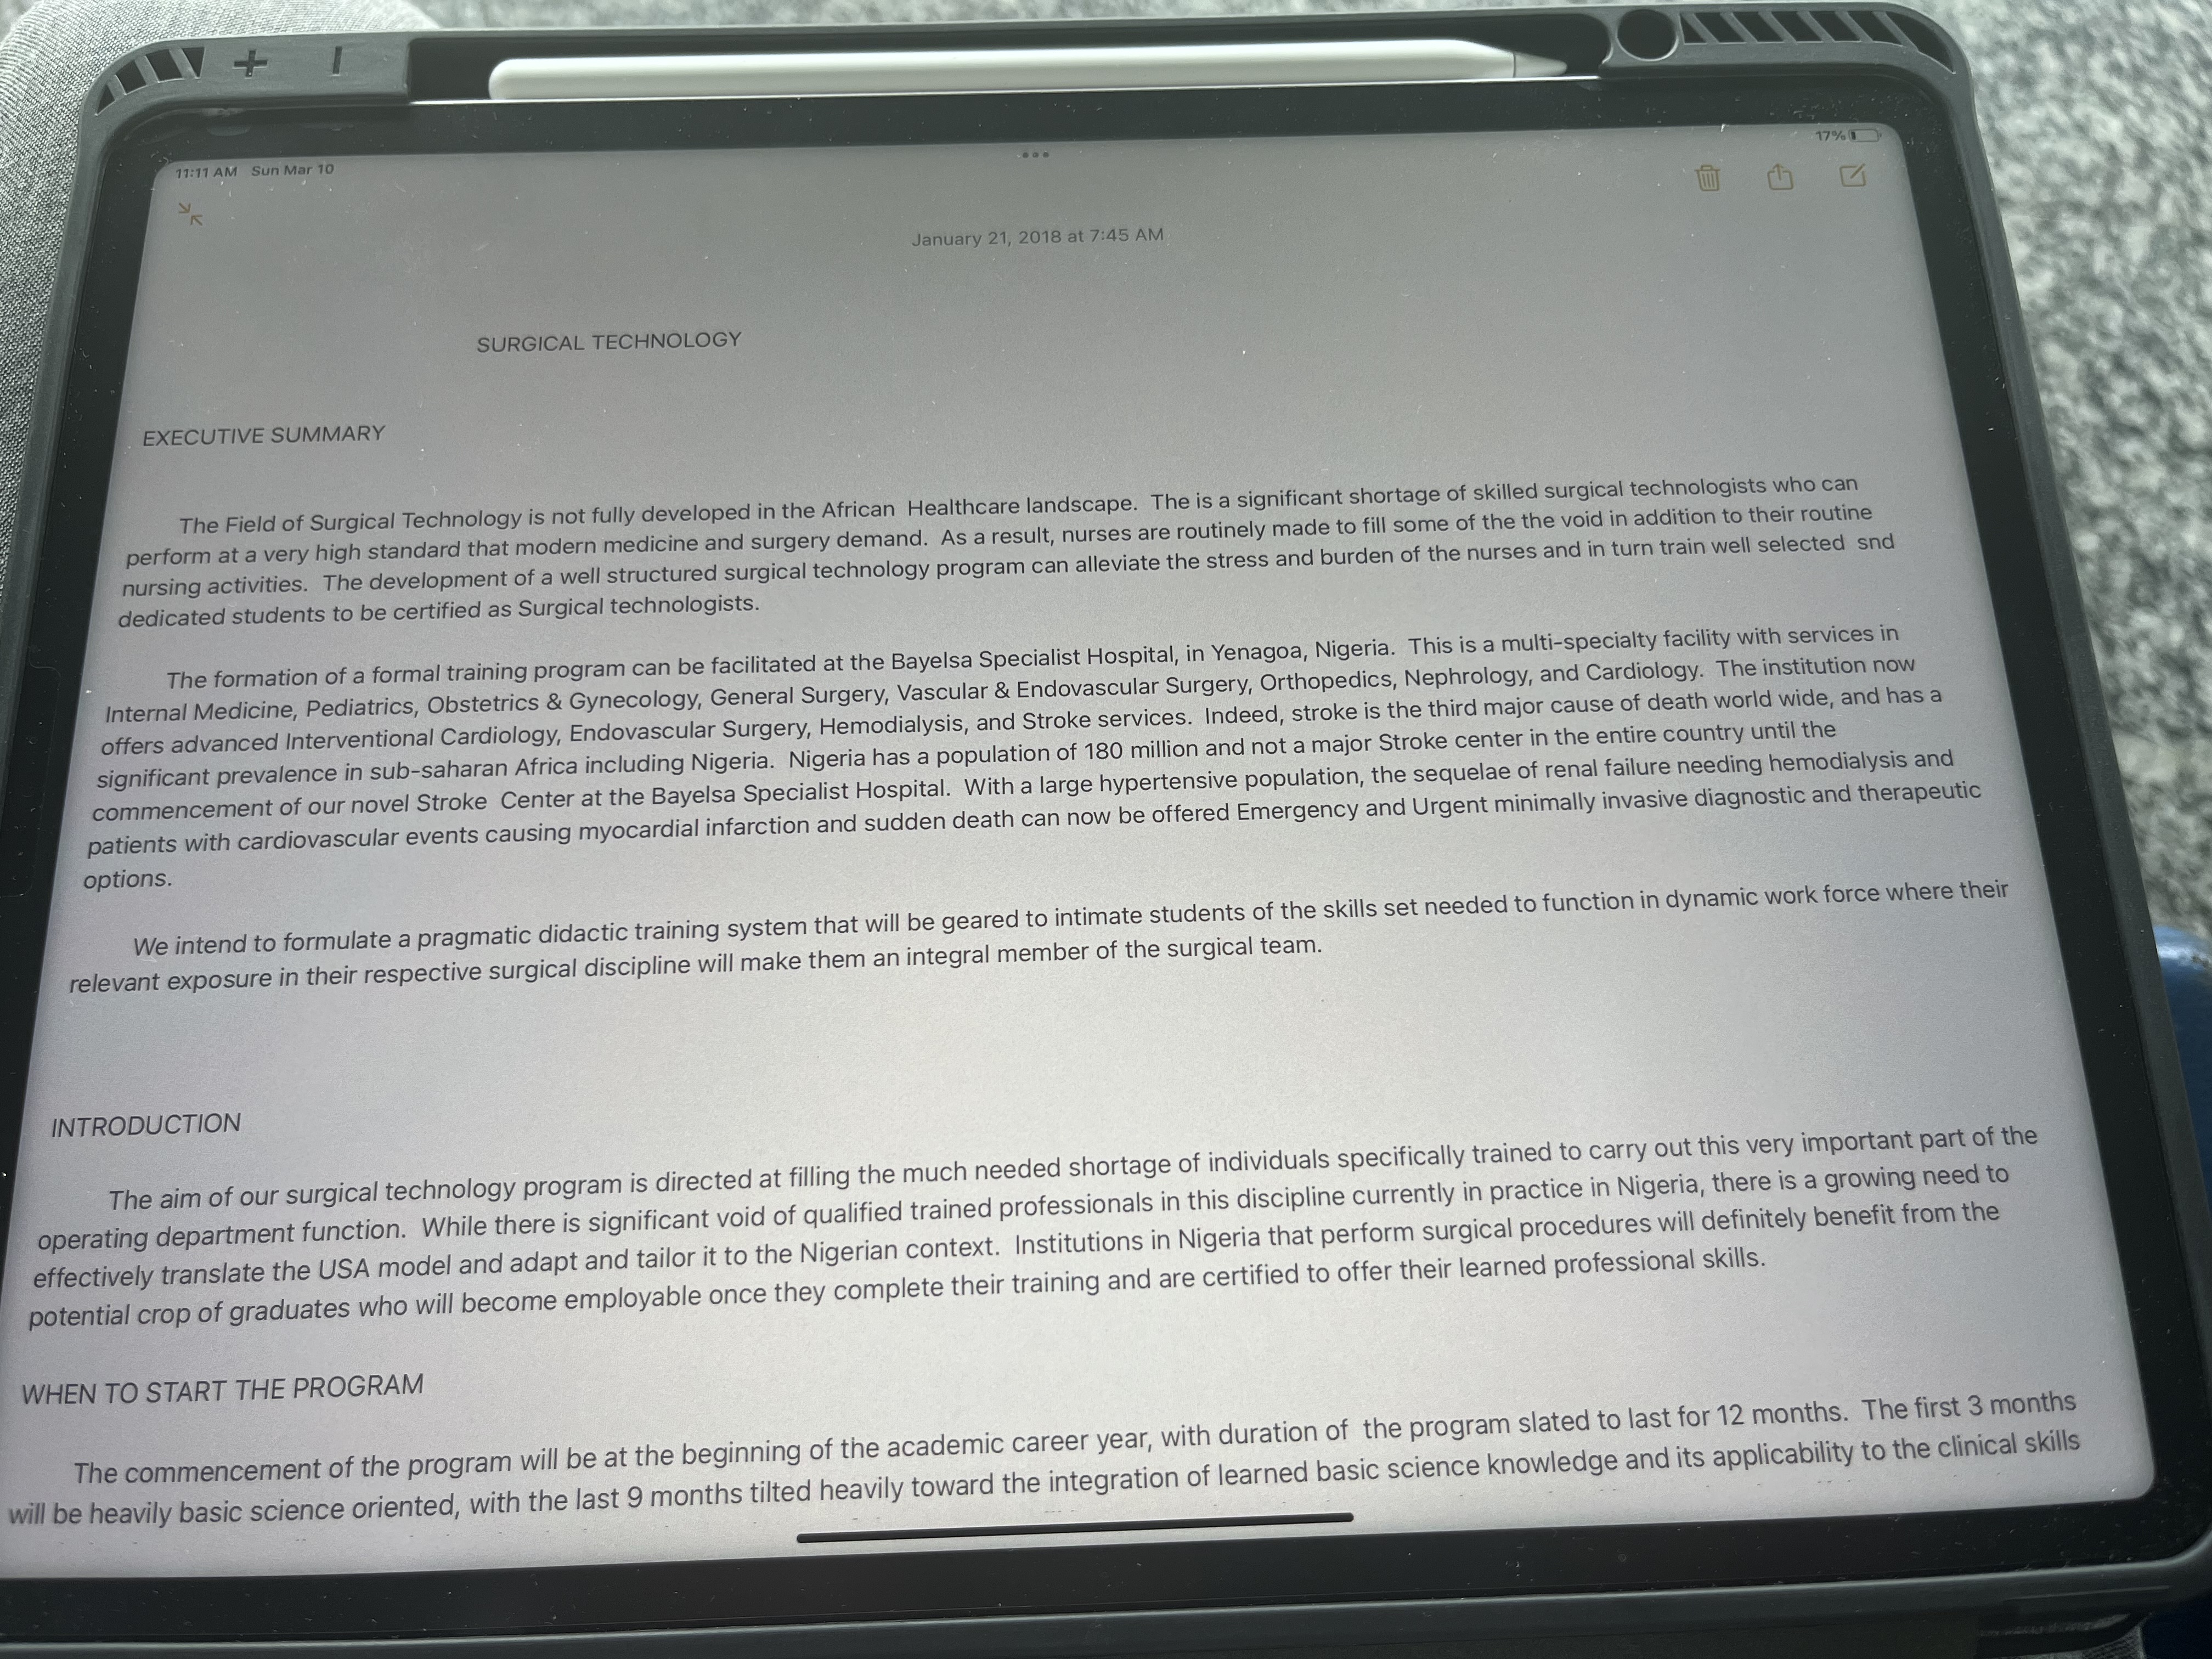 11:11 AM Sun Mar 10
17%
January 21, 2018 at 7:45 AM
SURGICAL TECHNOLOGY
EXECUTIVE SUMMARY
The Field of Surgical Technology is not fully developed in the African Healthcare landscape. The is a significant shortage of skilled surgical technologists who can
perform at a very high standard that modern medicine and surgery demand. As a result, nurses are routinely made to fill some of the the void in addition to their routine
nursing activities. The development of a well structured surgical technology program can alleviate the stress and burden of the nurses and in turn train well selected snd
dedicated students to be certified as Surgical technologists.
The formation of a formal training program can be facilitated at the Bayelsa Specialist Hospital, in Yenagoa, Nigeria. This is a multi-specialty facility with services in
Internal Medicine, Pediatrics, Obstetrics & Gynecology, General Surgery, Vascular & Endovascular Surgery, Orthopedics, Nephrology, and Cardiology. The institution now
offers advanced Interventional Cardiology, Endovascular Surgery, Hemodialysis, and Stroke services. Indeed, stroke is the third major cause of death world wide, and has a
significant prevalence in sub-saharan Africa including Nigeria. Nigeria has a population of 180 million and not a major Stroke center in the entire country until the
commencement of our novel Stroke Center at the Bayelsa Specialist Hospital. With a large hypertensive population, the sequelae of renal failure needing hemodialysis and
patients with cardiovascular events causing myocardial infarction and sudden death can now be offered Emergency and Urgent minimally invasive diagnostic and therapeutic
options.
We intend to formulate a pragmatic didactic training system that will be geared to intimate students of the skills set needed to function in dynamic work force where their
relevant exposure in their respective surgical discipline will make them an integral member of the surgical team.
INTRODUCTION
The aim of our surgical technology program is directed at filling the much needed shortage of individuals specifically trained to carry out this very important part of the
operating department function. While there is significant void of qualified trained professionals in this discipline currently in practice in Nigeria, there is a growing need to
effectively translate the USA model and adapt and tailor it to the Nigerian context. Institutions in Nigeria that perform surgical procedures will definitely benefit from the
potential crop of graduates who will become employable once they complete their training and are certified to offer their learned professional skills.
WHEN TO START THE PROGRAM
The commencement of the program will be at the beginning of the academic career year, with duration of the program slated to last for 12 months. The first 3 months
will be heavily basic science oriented, with the last 9 months tilted heavily toward the integration of learned basic science knowledge and its applicability to the clinical skills